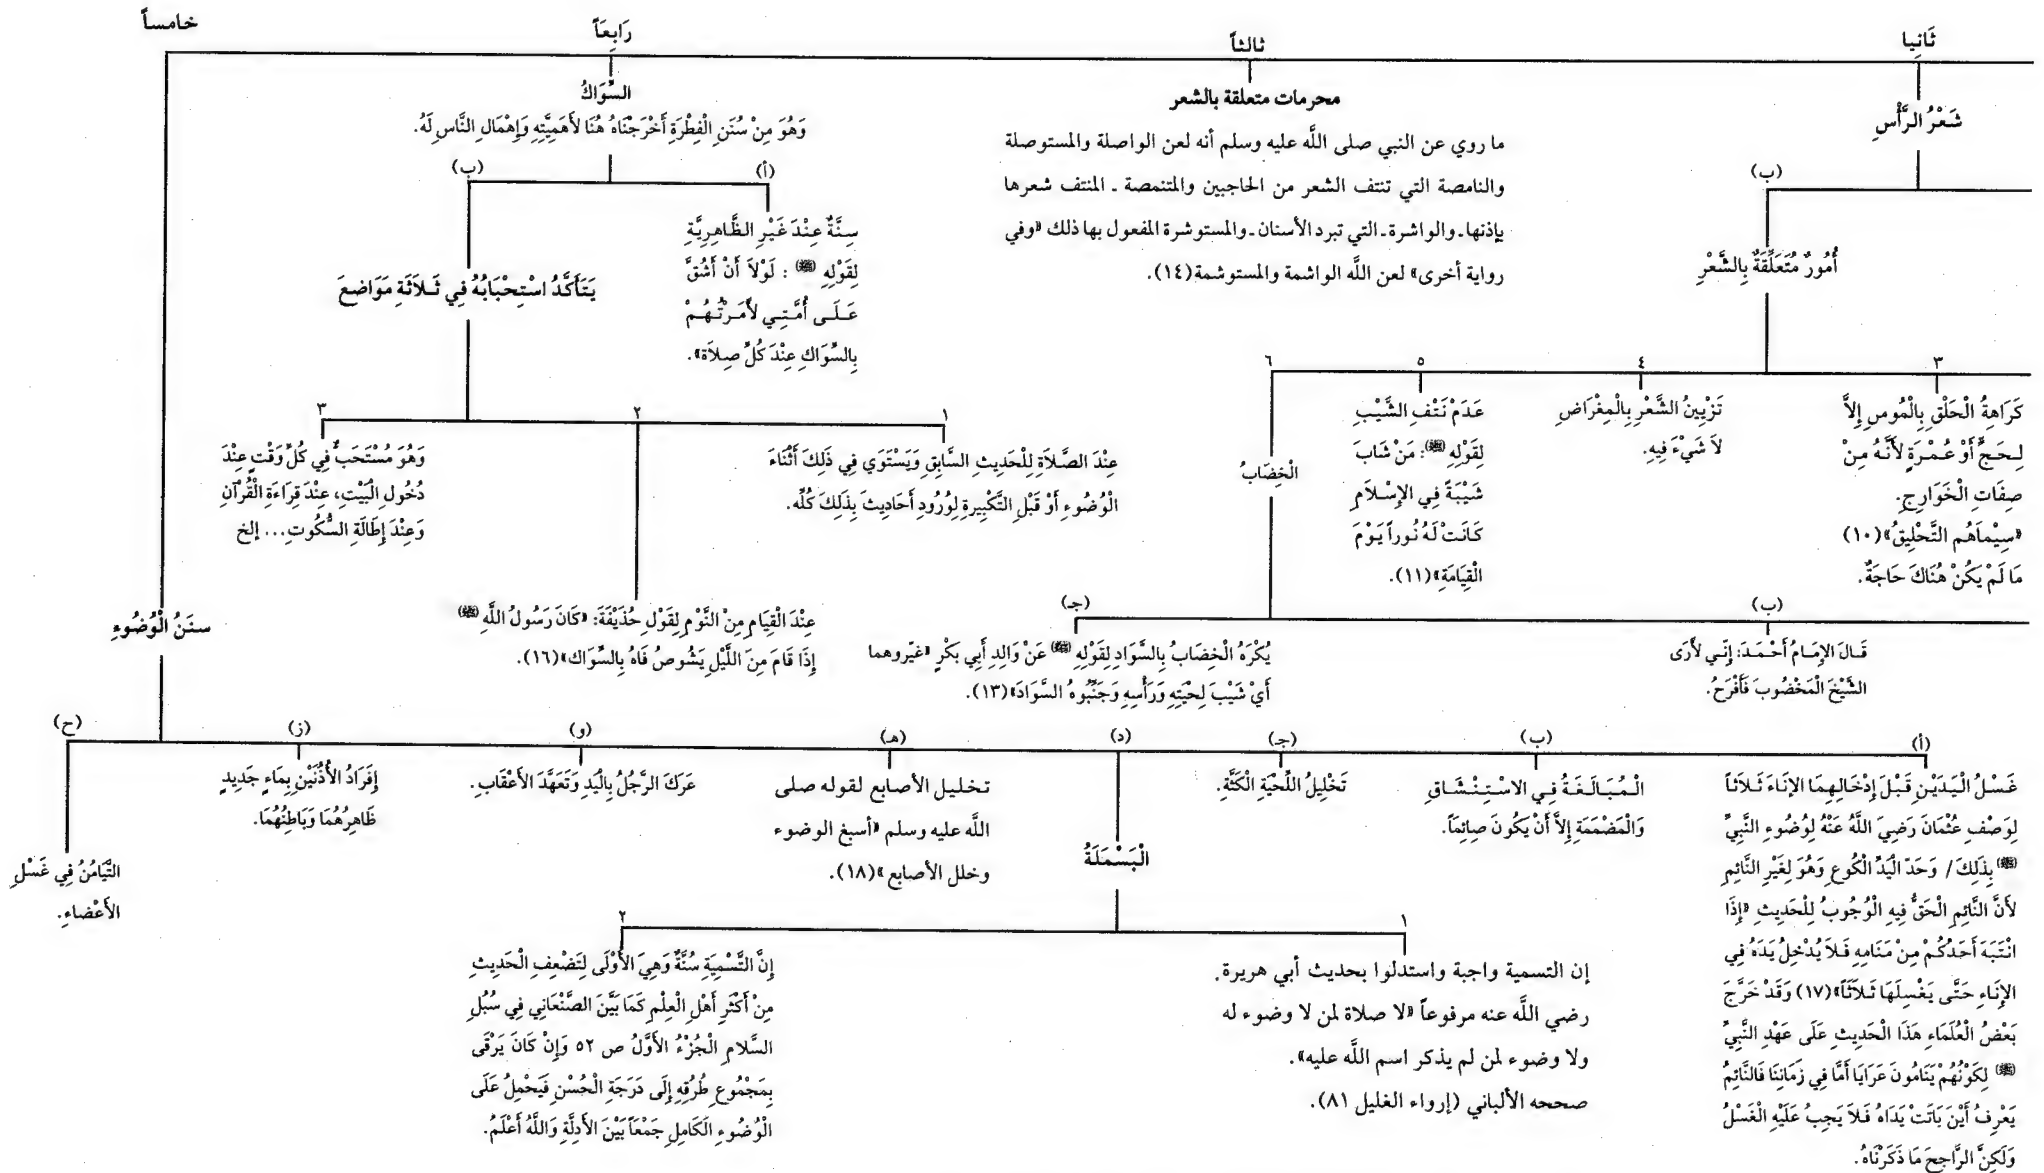 ثَانِيا
شَعْرُ الرَّأْسِ
(ب)
أُمُورٌ مُتَعَلِّقَةٌ بِالشَّعْرِ
٣
كَرَاهَةُ الْحَلْقِ بِالْمُوسِ إِلاَّ
لِحَجٍّ أَوْ عُمْرَةٍ لأَنَّهُ مِنْ
صِفَاتِ الْخَوَارِجِ.
«سِيْمَاهُم التَّحْلِيقُ»(١٠)
مَا لَمْ يَكُنْ هُنَاكَ حَاجَةٌ.
٤
تَزْيِينُ الشَّعْرِ بِالْمِقْرَاضِ
لاَ شَيْءَ فِيهِ.
٥
عَدَمْ نَتْفِ الشَّيْبِ
لِقَوْلِهِ ﷺ: مَنْ شَابَ
شَيْبَةً فِي الإِسْلاَمِ
كَانَتْ لَهُ نُوراً يَوْمَ
الْقِيَامَةِ»(١١).
٦
الْخِضَابُ
(ب)
قَالَ الإِمَامُ أَحْمَدَ: إِنِّي لأَرَى
الشَّيْخَ الْمَخْضُوبَ فَأَفْرَحُ.
(جـ)
يُكْرَهُ الْخِضَابُ بِالسَّوَادِ لِقَوْلِهِ ﷺ عَنْ وَالِدِ أَبِي بَكْرٍ «غيّروهما
أَيْ شَيْبَ لِحْيَتِهِ وَرَأْسِهِ وَجَنِّبُوهُ السَّوَادَ»(١٣).
ثالثاً
محرمات متعلقة بالشعر
ما روي عن النبي صلى اللَّه عليه وسلم أنه لعن الواصلة والمستوصلة
والنامصة التي تنتف الشعر من الحاجبين والمتنمصة ـ المنتف شعرها
بإذنها ـ والواشرة ـ التي تبرد الأسنان ـ والمستوشرة المفعول بها ذلك «وفي
رواية أخرى» لعن اللَّه الواشمة والمستوشمة(١٤).
رَابِعَاً
السِّوَاكُ
وَهُوَ مِنْ سُنَنِ الْفِطْرَةِ أَخْرَجْنَاهُ هُنَا لأَهَمِيَّتِهِ وَإِهْمَالِ النَّاسِ لَهُ.
(أ)
سِنَّةٌ عِنْدَ غَيْرِ الظَّاهِرِيَّةِ
لِقَوْلِهِ ﷺ : لَوْلاَ أَنْ أَشُقَّ
عَلَى أُمَّتِي لأَمَرْتُهُمْ
بِالسِّوَاكِ عِنْدَ كُلِّ صِلاَة».
(ب)
يَتَأَكَّدُ اسْتِحْبَابُهُ فِي ثَلاَثَةِ مَوَاضِعَ
١
عِنْدَ الصَّلاَةِ لِلْحَدِيثِ السَّابِقِ وَيَسْتَوِي فِي ذَلِكَ أَثْنَاءَ
الْوُضُوءِ أَوْ قَبْلِ التَّكْبِيرةِ لِوُرُودِ أَحَادِيثَ بِذَلِكَ كُلِّه.
٢
عِنْدَ الْقِيَامِ مِنَ النَّوْمِ لِقَوْلِ حُذَيْفَةَ: «كَانَ رَسُولُ اللَّهِ ﷺ
إِذَا قَامَ مِنَ اللَّيْلِ يَشُوصُ فَاهُ بِالسِّوَاك»(١٦).
٣
وَهُوَ مُسْتَحَبٌّ فِي كُلِّ وَقْتٍ عِنْدَ
دُخُولِ الْبَيْتِ، عِنْدَ قِرَاءَةِ الْقُرْآنِ
وَعِنْدَ إِطَالَةِ السُّكُوتِ... إلخ
خامساً
سنَنُ الْوُضُوءِ
(أ)
غَسْلُ الْيَدَيْنِ قَبْلَ إِدْخَالِهِمَا الإِنَاءَ ثَلاَثاً
لِوَصْفِ عُثْمَانَ رَضِيَ اللَّهُ عَنْهُ لِوُضُوءِ النَّبِيِّ
ﷺ بِذَلِكَ / وَحَدّ الْيَدِّ الْكُوعِ وَهُوَ لِغَيْرِ النَّائِمِ
لأَنَّ النَّائِمِ الْحَقُّ فِيهِ الْوُجُوبُ لِلْحَدِيثِ «إِذَا
انْتَبَهَ أَحَدُكُمْ مِنْ مَنَامِهِ فَلاَ يُدْخِلُ يَدَهُ فِي
الإِنَاءِ حَتَّى يَغْسِلَهَا ثَلاَثَاً»(١٧) وَقَدْ خَرَّجَ
بَعْضُ الْعُلَمَاءِ هَذَا الْحَدِيثِ عَلَى عَهْدِ النَّبِيِّ
ﷺ لِكَوْنُهُمْ يَنَامُونَ عَرَايَا أَمَّا فِي زَمَانِنَا فَالنَّائِمُ
يَعْرِفُ أَيْنَ بَاتَتْ يَدَاهُ فَلاَ يَجِبُ عَلَيْهِ الْغَسْلُ
وَلَكِنَّ الرَّاجِحَ مَا ذَكَرْنَاهُ.
(ب)
الْمُبَالَغَةُ فِي الاسْتِنْشَاقِ
وَالْمَضْمَمَةِ إِلاَّ أَنْ يَكُونَ صِائِمَاً.
(جـ)
تَخْلِيلُ اللِّحْيَةِ الْكَثَّةِ.
(د)
الْبَسْمَلَةُ
١
إن التسمية واجبة واستدلوا بحديث أبي هريرة.
رضي اللَّه عنه مرفوعاً «لا صلاة لمن لا وضوء له
ولا وضوء لمن لم يذكر اسم اللَّه عليه».
صححه الألباني (إرواء الغليل ٨١).
٢
إِنَّ التَّسْمِيَةِ سُنَّةٌ وَهِيَ الأُوْلَى لِتَضْعِفِ الْحَدِيثِ
مِنْ أَكْثَرِ أَهْلِ الْعِلْمِ كَمَا بَيَّنَ الصَّنْعَانِي فِي سُبُلِ
السَّلاَمِ الْجُزْءُ الأَوَّلُ ص ٥٢ وَإِنْ كَانَ يَرْقَى
بِمَجْمُوعِ طُرُقِهِ إِلَى دَرَجَةِ الْحُسْنِ فَيَحْمِلُ عَلَى
الْوُضُوءِ الْكَامِلِ جَمْعَاً بَيْنَ الأَدِلَّةِ وَاللَّهُ أَعْلَمُ.
(هـ)
تخليل الأصابع لقوله صلى
اللَّه عليه وسلم «أسبغ الوضوء
وخلل الأصابع»(١٨).
(و)
عَرَكَ الرَّجُلُ بِالْيَدِ وَتَعَهَّدَ الأَعْقَابِ.
(ز)
إِفَرَادُ الأُذُنَيْنِ بِمَاءٍ جَدِيدٍ
ظَاهِرُهُمَا وَبَاطِنُهُمَا.
(ح)
التَّيَامُنُ فِي غَسْلِ
الأَعْضَاءِ.